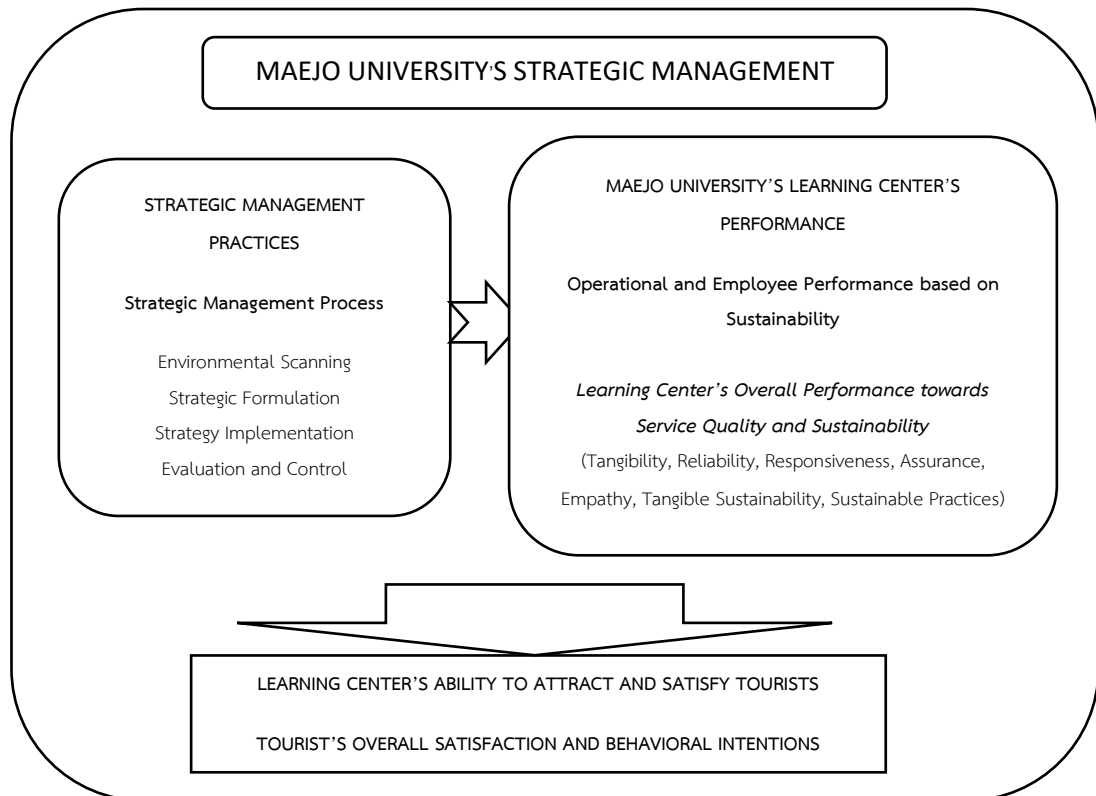 MAEJO UNIVERSITY'S STRATEGIC MANAGEMENT
STRATEGIC MANAGEMENT
PRACTICES
Strategic Management Process
Environmental Scanning
Strategic Formulation
Strategy Implementation
Evaluation and Control
MAEJO UNIVERSITY'S LEARNING CENTER'S
PERFORMANCE
Operational and Employee Performance based on
Sustainability
Learning Center's Overall Performance towards
Service Quality and Sustainability
(Tangibility, Reliability, Responsiveness, Assurance,
Empathy, Tangible Sustainability, Sustainable Practices)
LEARNING CENTER'S ABILITY TO ATTRACT AND SATISFY TOURISTS
TOURIST'S OVERALL SATISFACTION AND BEHAVIORAL INTENTIONS